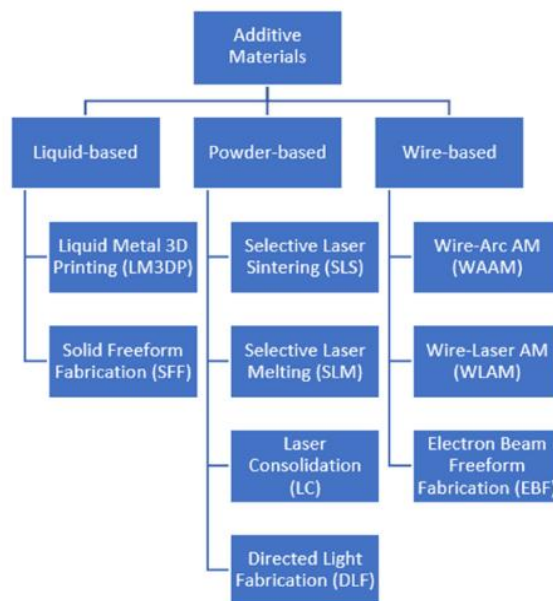 Additive
Materials
Liquid-based
Powder-based
Wire-based
Liquid Metal 3D
Printing (LM3DP)
Solid Freeform
Fabrication (SFF)
Selective Laser
Sintering (SLS)
Selective Laser
Melting (SLM)
Laser
Consolidation
(LC)
Directed Light
Fabrication (DLF)
Wire-Arc AM
(WAAM)
Wire-Laser AM
(WLAM)
Electron Beam
Freeform
Fabrication (EBF)